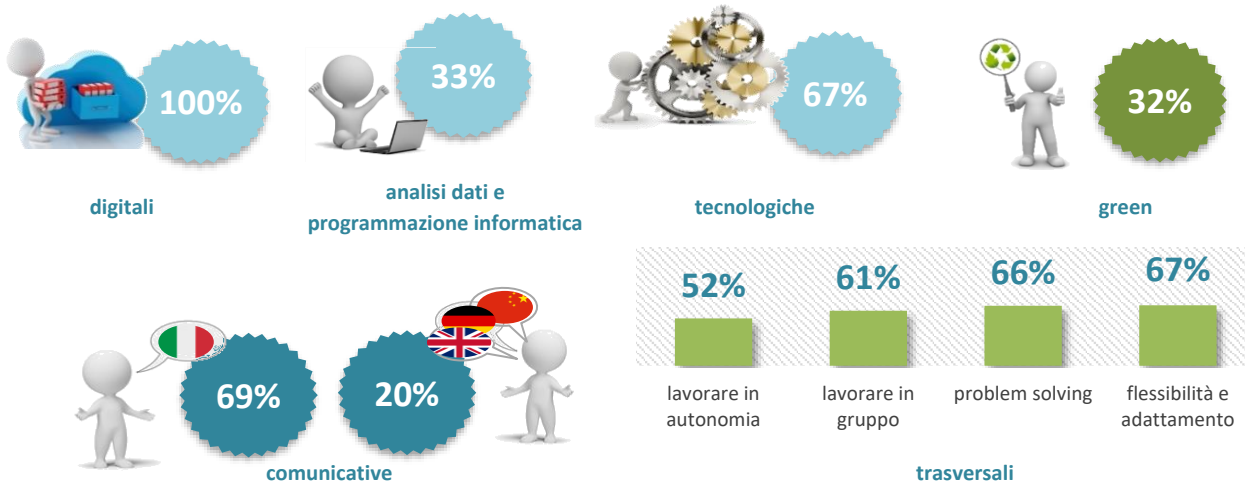 100%
33%
67%
32%
digitali
analisi dati e
programmazione informatica
tecnologiche
green
69%
20%
comunicative
52%
61%
66%
67%
lavorare in
autonomia
lavorare in
gruppo
problem solving
flessibilità e
adattamento
trasversali